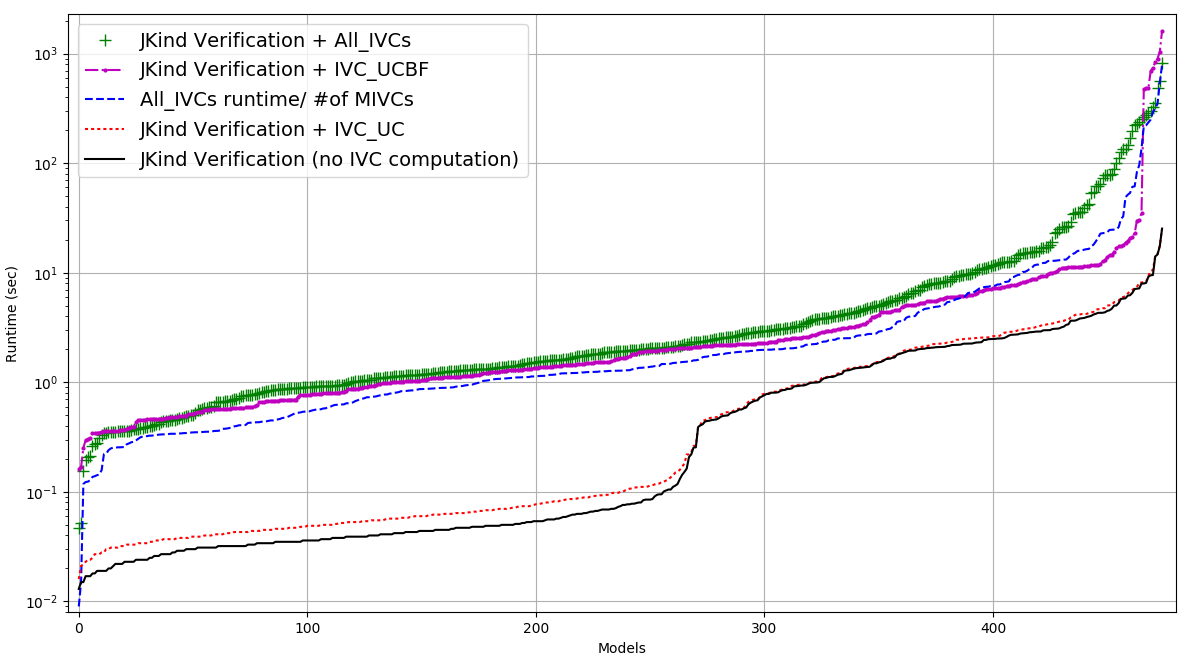 JKind Verification + All_IVCs
JKind Verification + IVC_UCBF
All_IVCs runtime/ #of MIVCs
JKind Verification + IVC_UC
JKind Verification (no IVC computation)
10³
10²
10¹
10⁰
10⁻¹
10⁻²
Runtime (sec)
0 100 200 300 400
Models